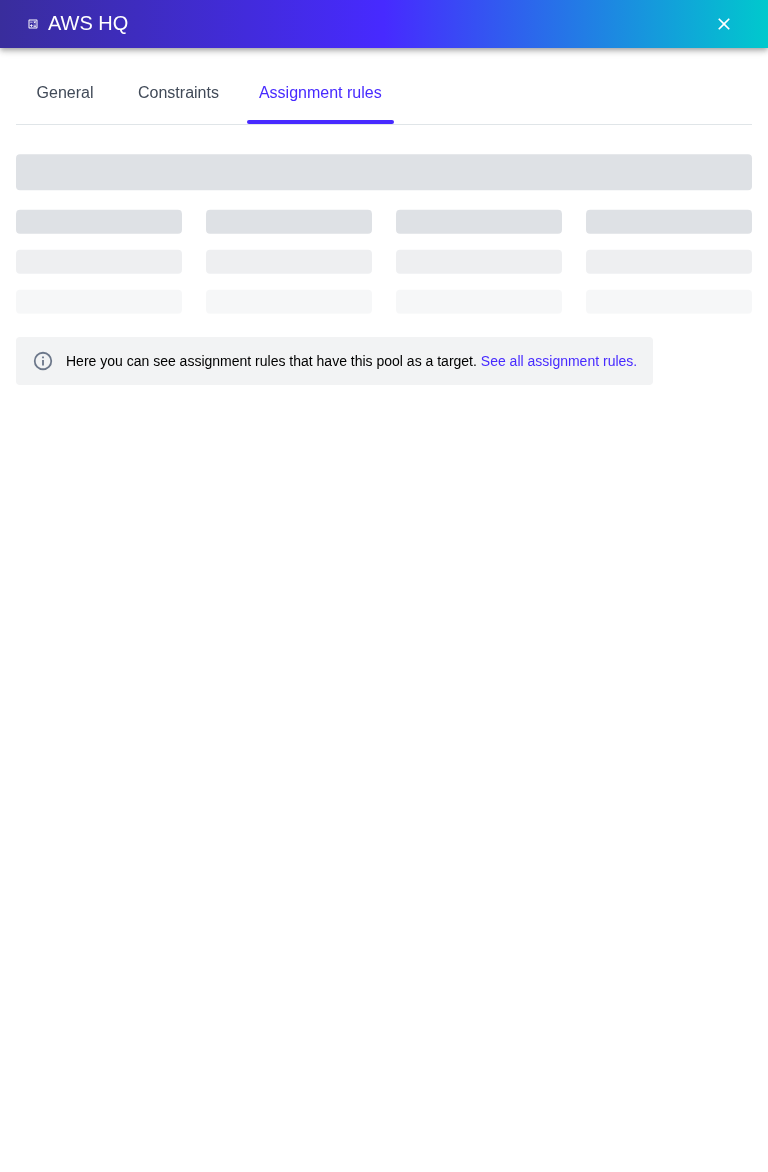 AWS HQ
General
Constraints
Assignment rules
Here you can see assignment rules that have this pool as a target. See all assignment rules.